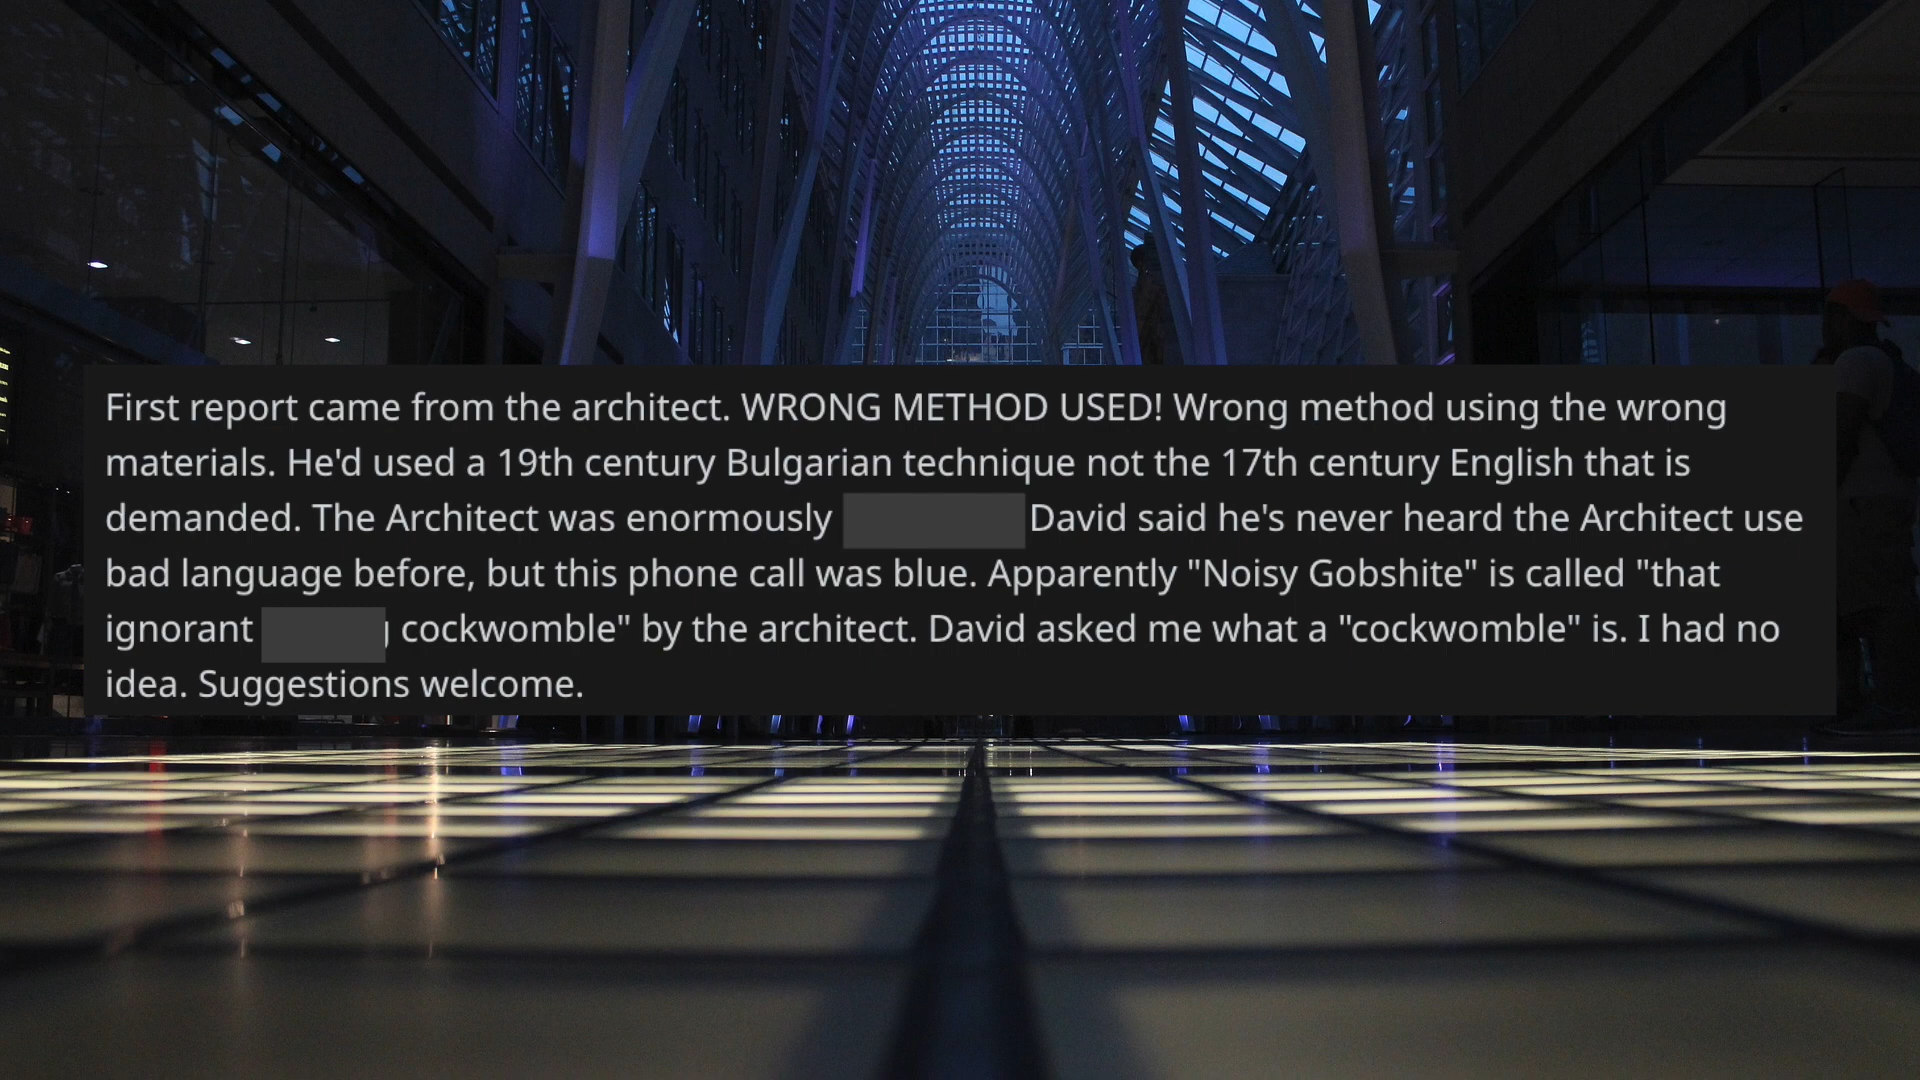 First report came from the architect. WRONG METHOD USED! Wrong method using the wrong
materials. He'd used a 19th century Bulgarian technique not the 17th century English that is
demanded. The Architect was enormously David said he's never heard the Architect use
bad language before, but this phone call was blue. Apparently "Noisy Gobshite" is called "that
ignorant cockwomble" by the architect. David asked me what a "cockwomble" is. I had no
idea. Suggestions welcome.